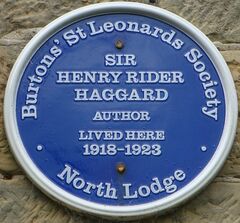 Burtons' St Leonards Society
SIR
HENRY RIDER
HAGGARD
AUTHOR
LIVED HERE
1918-1923
North Lodge